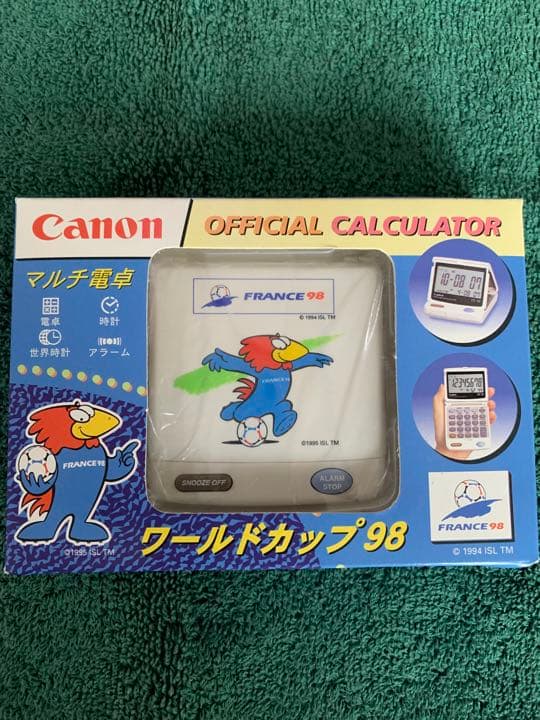 Canon
OFFICIAL CALCULATOR
マルチ電卓
電卓
時計
世界時計
アラーム
FRANCE 98
© 1994 ISL TM
FRANCE 98
©1995 ISL TM
SNOOZE OFF
ALARM
STOP
FRANCE 98
©1995 ISL TM
ワールドカップ 98
FRANCE 98
© 1994 ISL TM